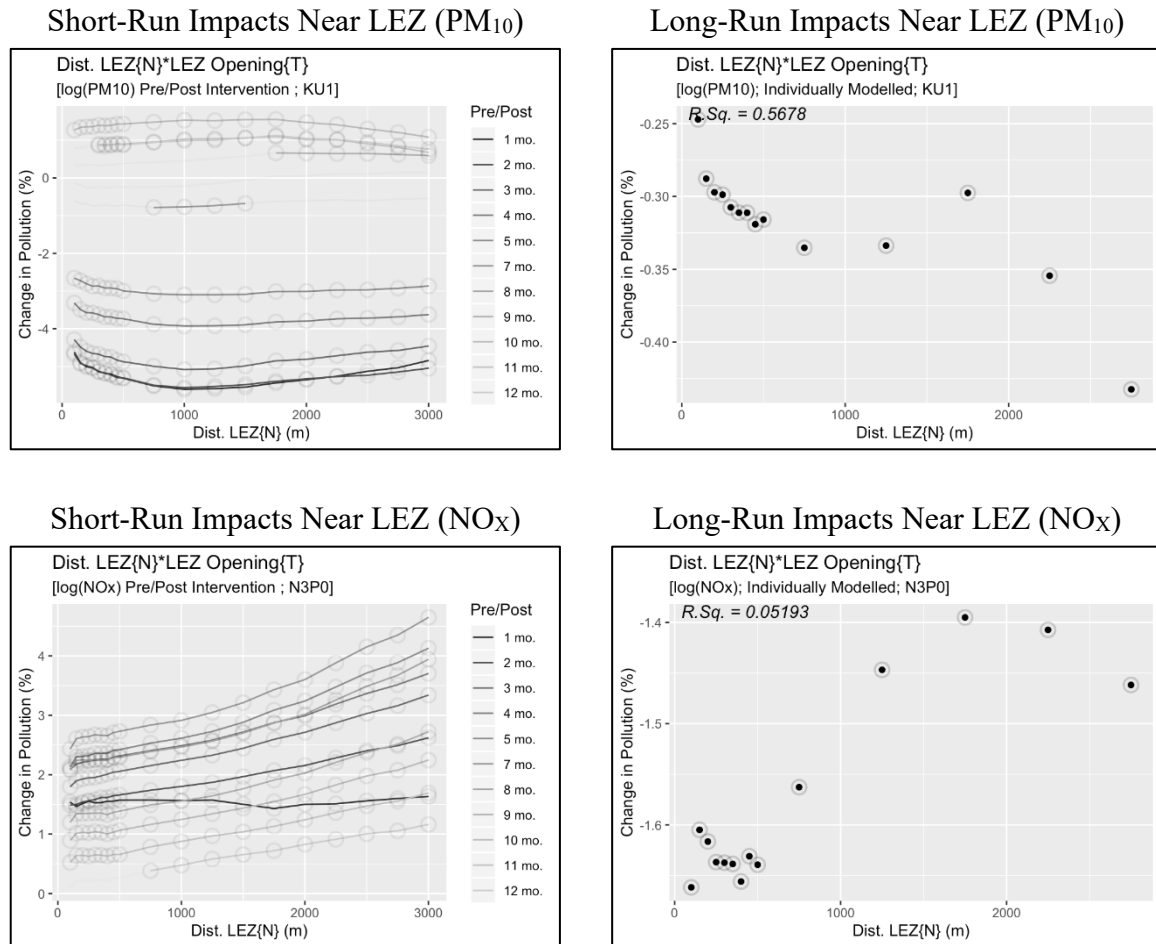 Short-Run Impacts Near LEZ (PM10)
Dist. LEZ{N}*LEZ Opening{T}
[log(PM10) Pre/Post Intervention ; KU1]
Change in Pollution (%)
0
-2
-4
0
1000
2000
3000
Dist. LEZ{N} (m)
Pre/Post
1 mo.
2 mo.
3 mo.
4 mo.
5 mo.
7 mo.
8 mo.
9 mo.
10 mo.
11 mo.
12 mo.
Long-Run Impacts Near LEZ (PM10)
Dist. LEZ{N}*LEZ Opening{T}
[log(PM10); Individually Modelled; KU1]
R.Sq. = 0.5678
Change in Pollution (%)
-0.25
-0.30
-0.35
-0.40
0
1000
2000
Dist. LEZ{N} (m)
Short-Run Impacts Near LEZ (NOX)
Dist. LEZ{N}*LEZ Opening{T}
[log(NOx) Pre/Post Intervention ; N3P0]
Change in Pollution (%)
4
3
2
1
0
0
1000
2000
3000
Dist. LEZ{N} (m)
Pre/Post
1 mo.
2 mo.
3 mo.
4 mo.
5 mo.
7 mo.
8 mo.
9 mo.
10 mo.
11 mo.
12 mo.
Long-Run Impacts Near LEZ (NOX)
Dist. LEZ{N}*LEZ Opening{T}
[log(NOx); Individually Modelled; N3P0]
R.Sq. = 0.05193
Change in Pollution (%)
-1.4
-1.5
-1.6
0
1000
2000
Dist. LEZ{N} (m)